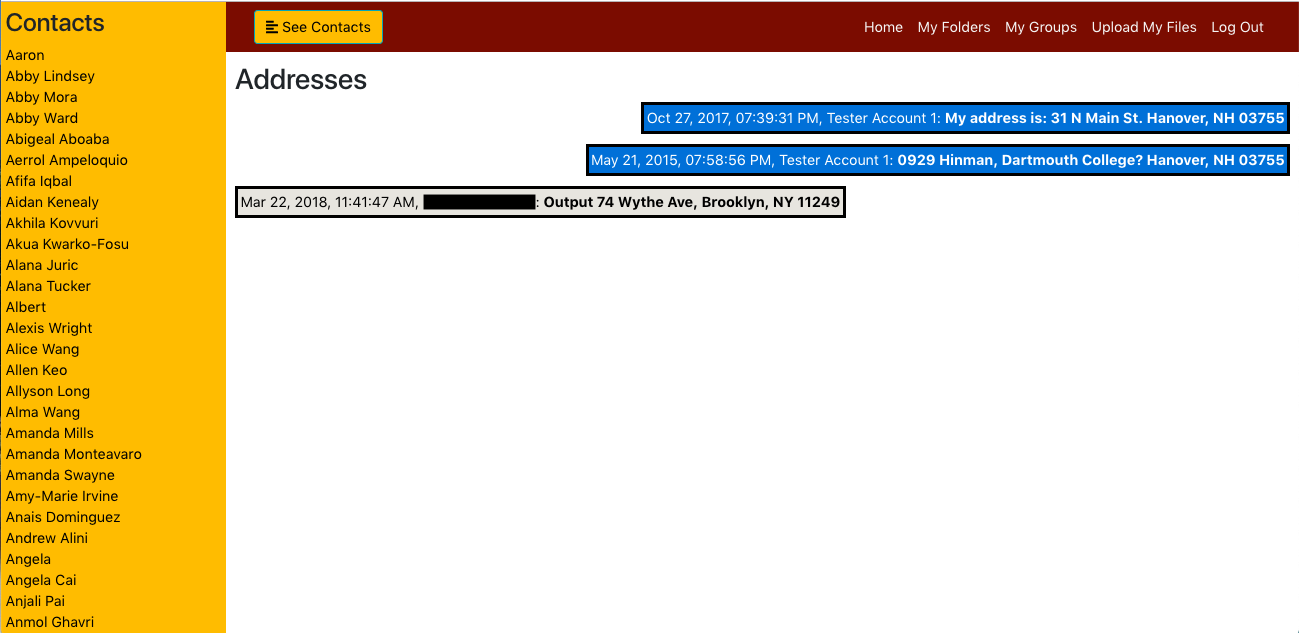 Contacts
Aaron
Abby Lindsey
Abby Mora
Abby Ward
Abigeal Aboaba
Aerrol Ampeloquio
Afifa Iqbal
Aidan Kenealy
Akhila Kovvuri
Akua Kwarko-Fosu
Alana Juric
Alana Tucker
Albert
Alexis Wright
Alice Wang
Allen Keo
Allyson Long
Alma Wang
Amanda Mills
Amanda Monteavaro
Amanda Swayne
Amy-Marie Irvine
Anais Dominguez
Andrew Alini
Angela
Angela Cai
Anjali Pai
Anmol Ghavri
See Contacts
Home My Folders My Groups Upload My Files Log Out
Addresses
Oct 27, 2017, 07:39:31 PM, Tester Account 1: My address is: 31 N Main St. Hanover, NH 03755
May 21, 2015, 07:58:56 PM, Tester Account 1: 0929 Hinman, Dartmouth College? Hanover, NH 03755
Mar 22, 2018, 11:41:47 AM, : Output 74 Wythe Ave, Brooklyn, NY 11249